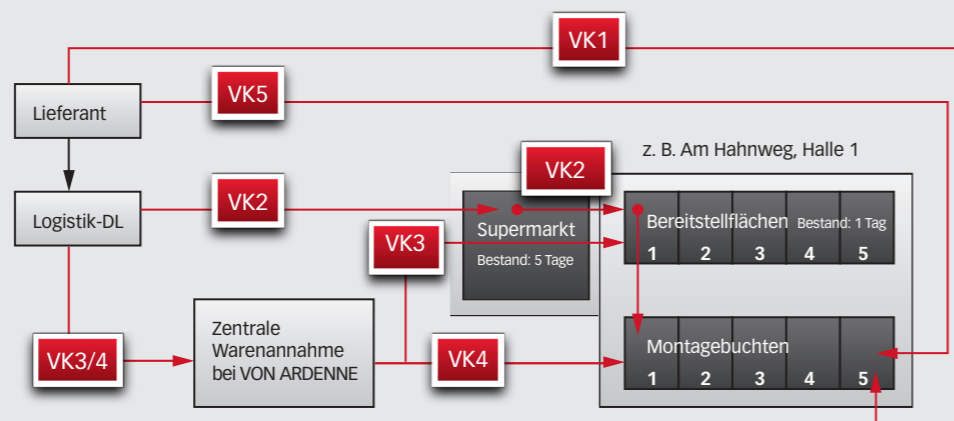 VK1
VK5
Lieferant
z. B. Am Hahnweg, Halle 1
VK2
VK2
Logistik-DL
Supermarkt
Bestand: 5 Tage
Bereitstellflächen Bestand: 1 Tag
1 2 3 4 5
VK3
Zentrale
Warenannahme
bei VON ARDENNE
VK3/4
VK4
Montagebuchten
1 2 3 4 5